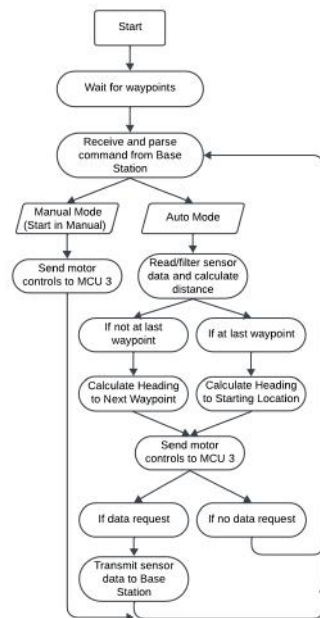 Start
Wait for waypoints
Receive and parse
command from Base
Station
Manual Mode
(Start in Manual)
Auto Mode
Send motor
controls to MCU 3
Read/filter sensor
data and calculate
distance
If not at last
waypoint
If at last waypoint
Calculate Heading
to Next Waypoint
Calculate Heading
to Starting Location
Send motor
controls to MCU 3
If data request
If no data request
Transmit sensor
data to Base
Station